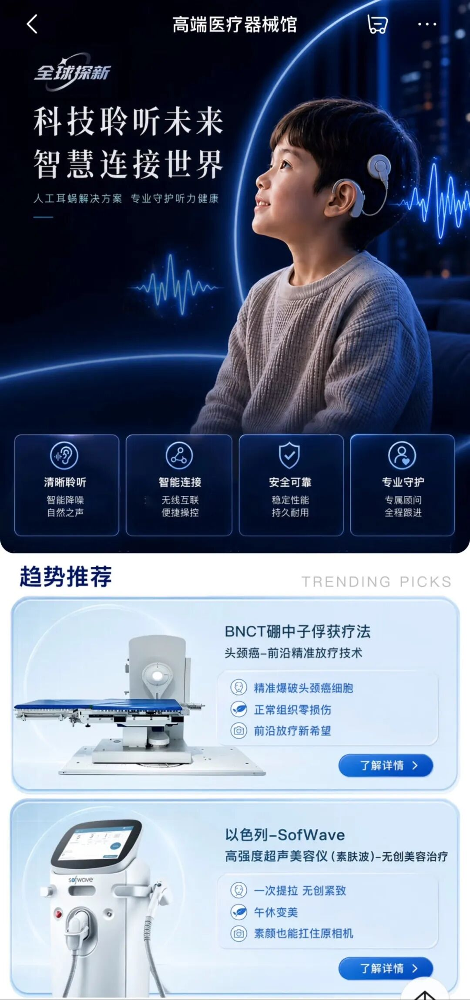 高端医疗器械馆
全球探新
科技聆听未来
智慧连接世界
人工耳蜗解决方案 专业守护听力健康
清晰聆听
智能降噪
自然之声
智能连接
无线互联
便捷操控
安全可靠
稳定性能
持久耐用
专业守护
专属顾问
全程跟进
趋势推荐
TRENDING PICKS
BNCT硼中子俘获疗法
头颈癌-前沿精准放疗技术
精准爆破头颈癌细胞
正常组织零损伤
前沿放疗新希望
了解详情
以色列-SofWave
高强度超声美容仪(素肤波)-无创美容治疗
sofwave
一次提拉 无创紧致
午休变美
素颜也能扛住原相机
了解详情